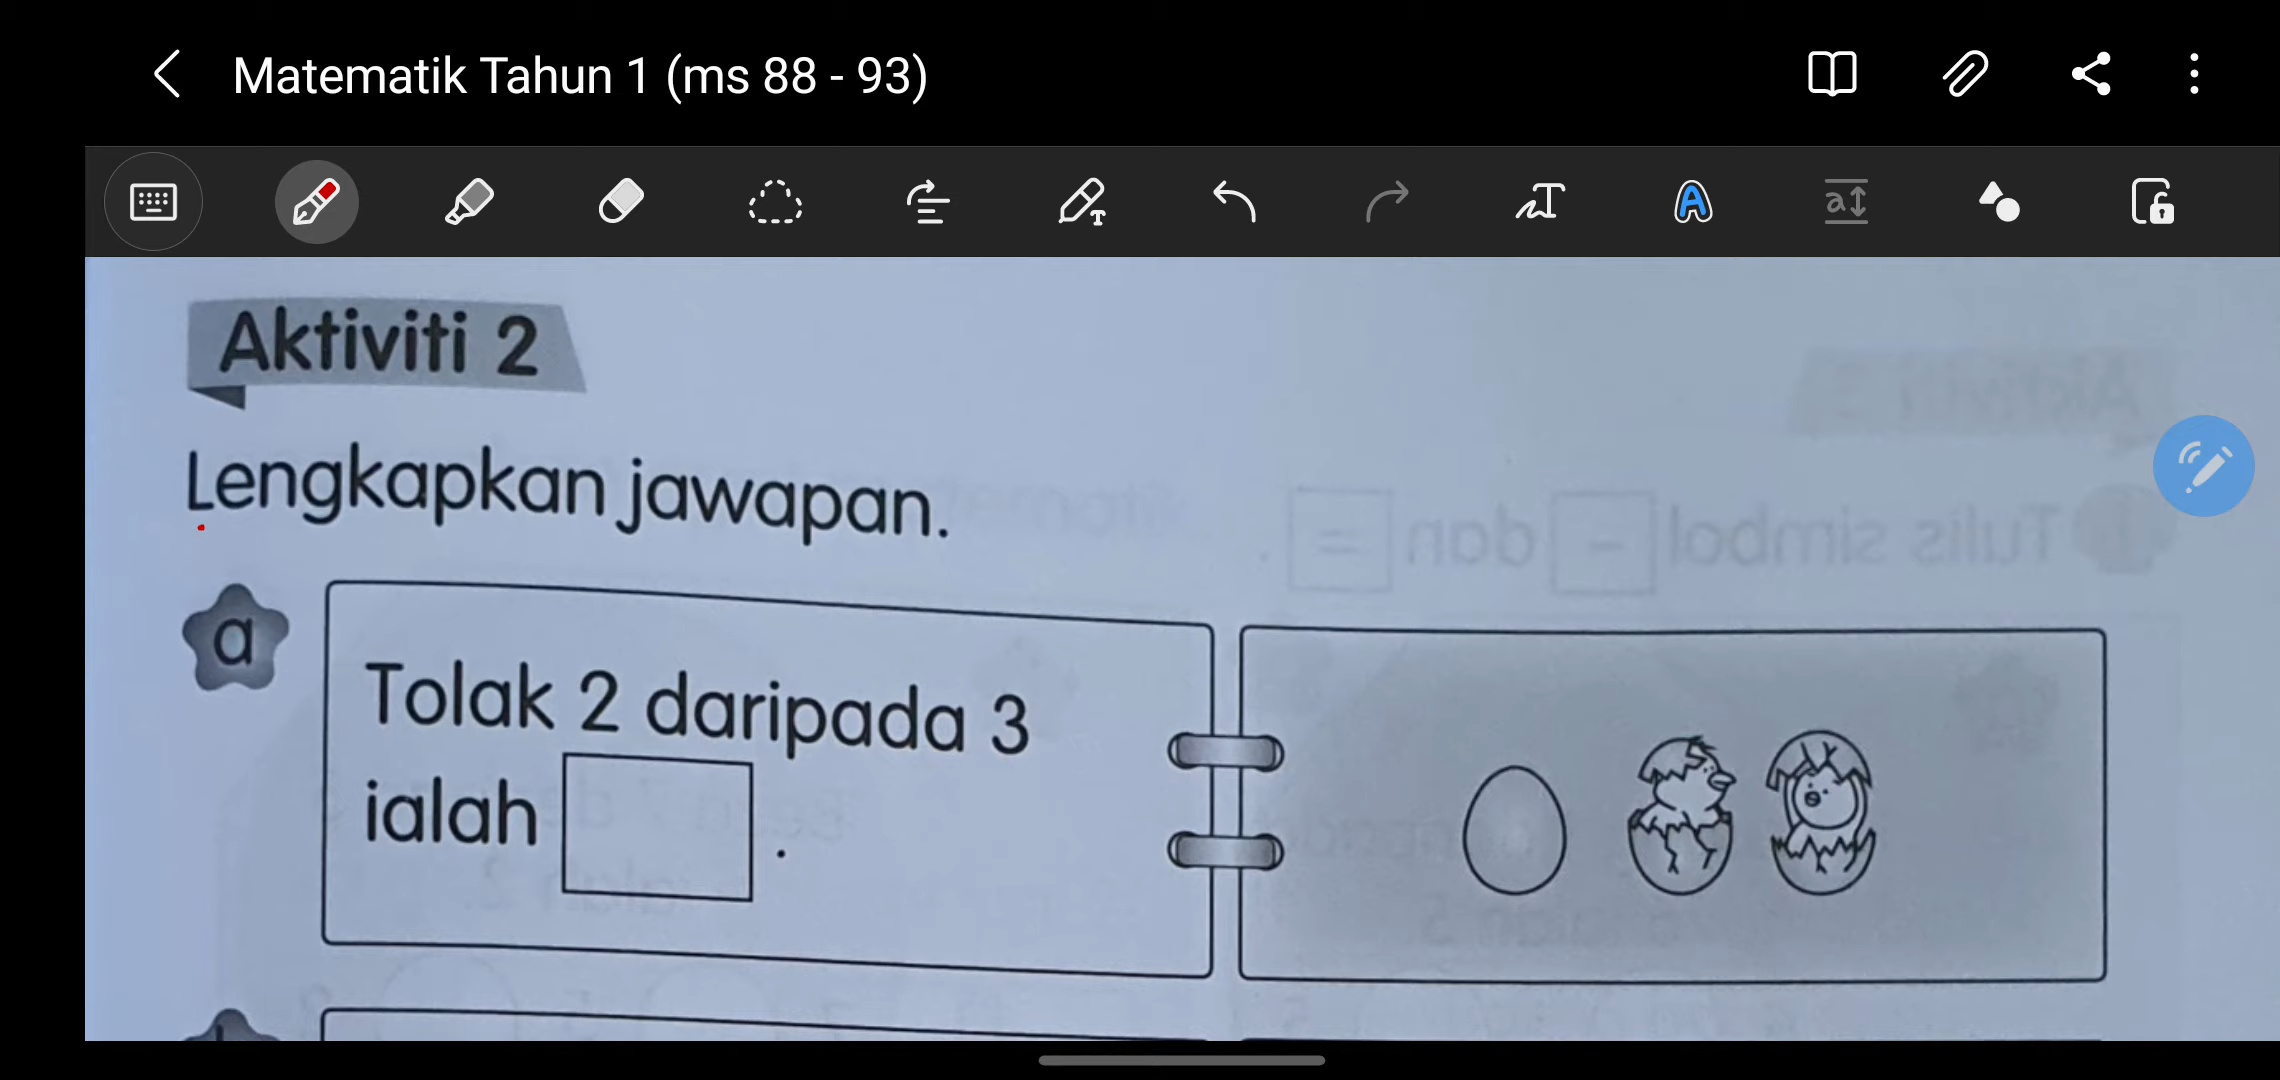 Matematik Tahun 1 (ms 88 - 93)
Aktiviti 2
Lengkapkan jawapan.
a
Tolak 2 daripada 3
ialah
.